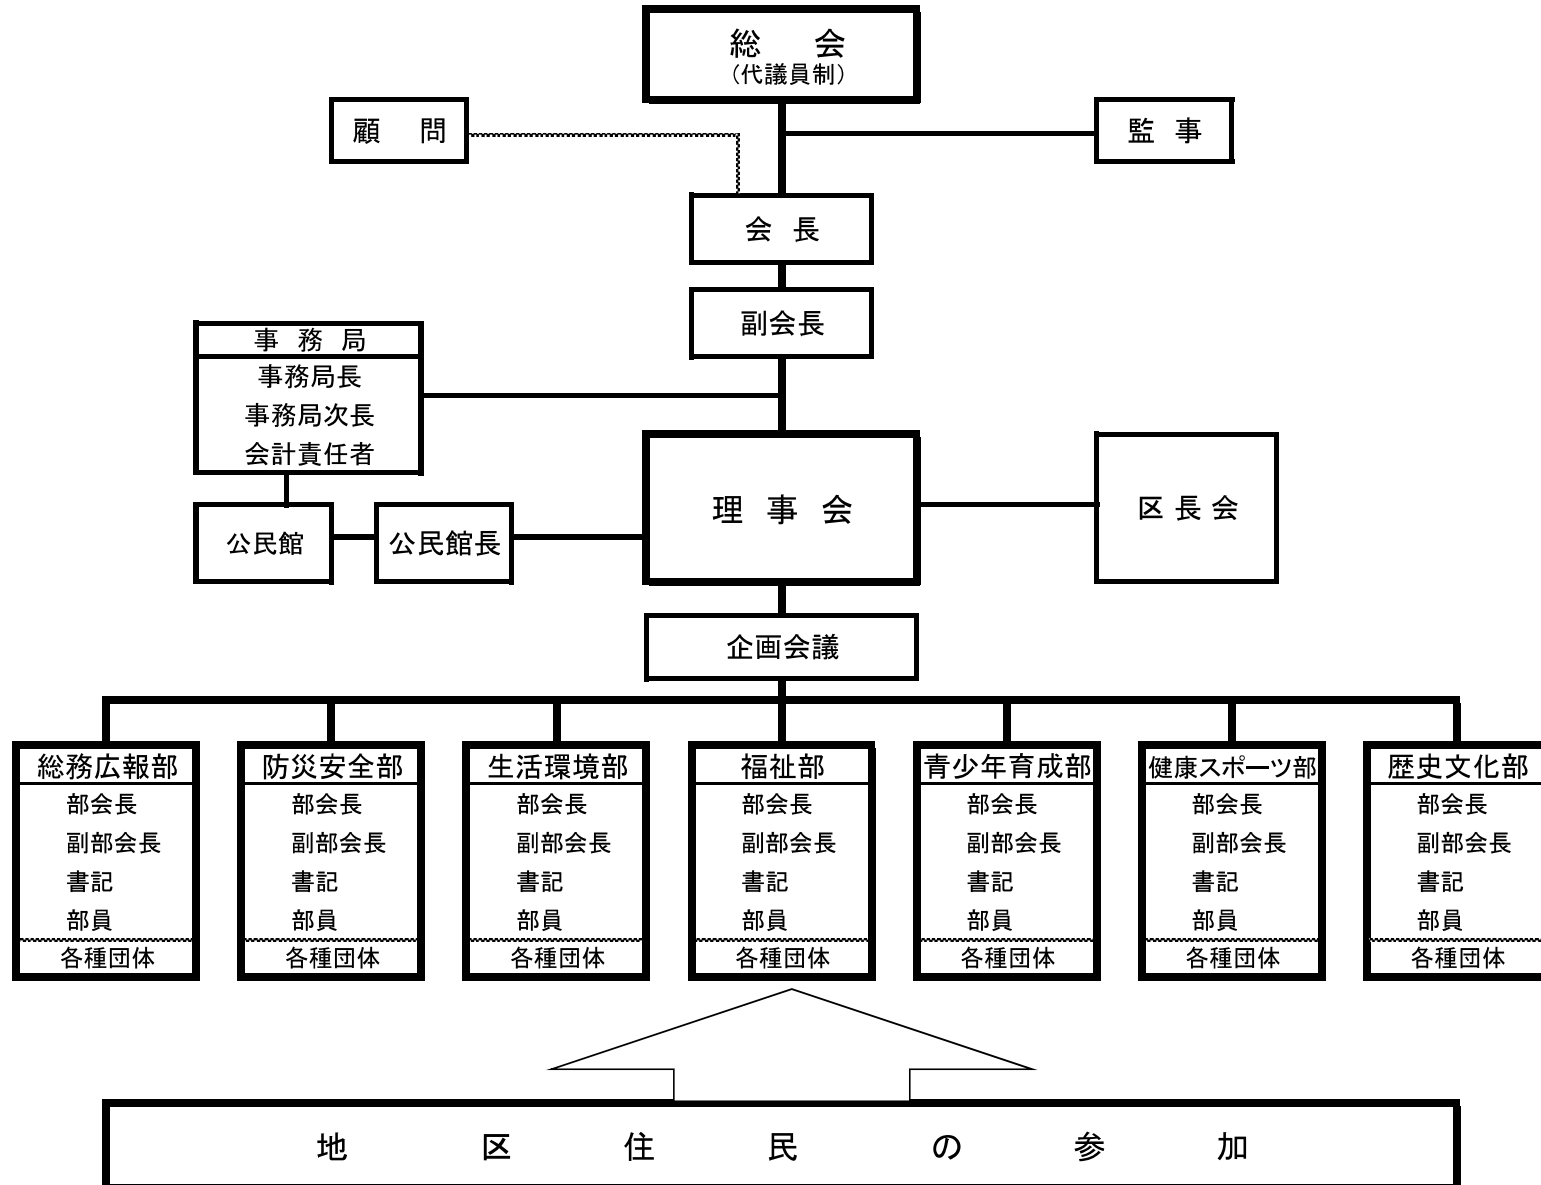 総　会
（代議員制）
顧　問
監　事
会　長
副会長
事　務　局
事務局長
事務局次長
会計責任者
理　事　会
区　長　会
公民館
公民館長
企画会議
総務広報部
部会長
副部会長
書記
部員
各種団体
防災安全部
部会長
副部会長
書記
部員
各種団体
生活環境部
部会長
副部会長
書記
部員
各種団体
福祉部
部会長
副部会長
書記
部員
各種団体
青少年育成部
部会長
副部会長
書記
部員
各種団体
健康スポーツ部
部会長
副部会長
書記
部員
各種団体
歴史文化部
部会長
副部会長
書記
部員
各種団体
地　区　住　民　の　参　加